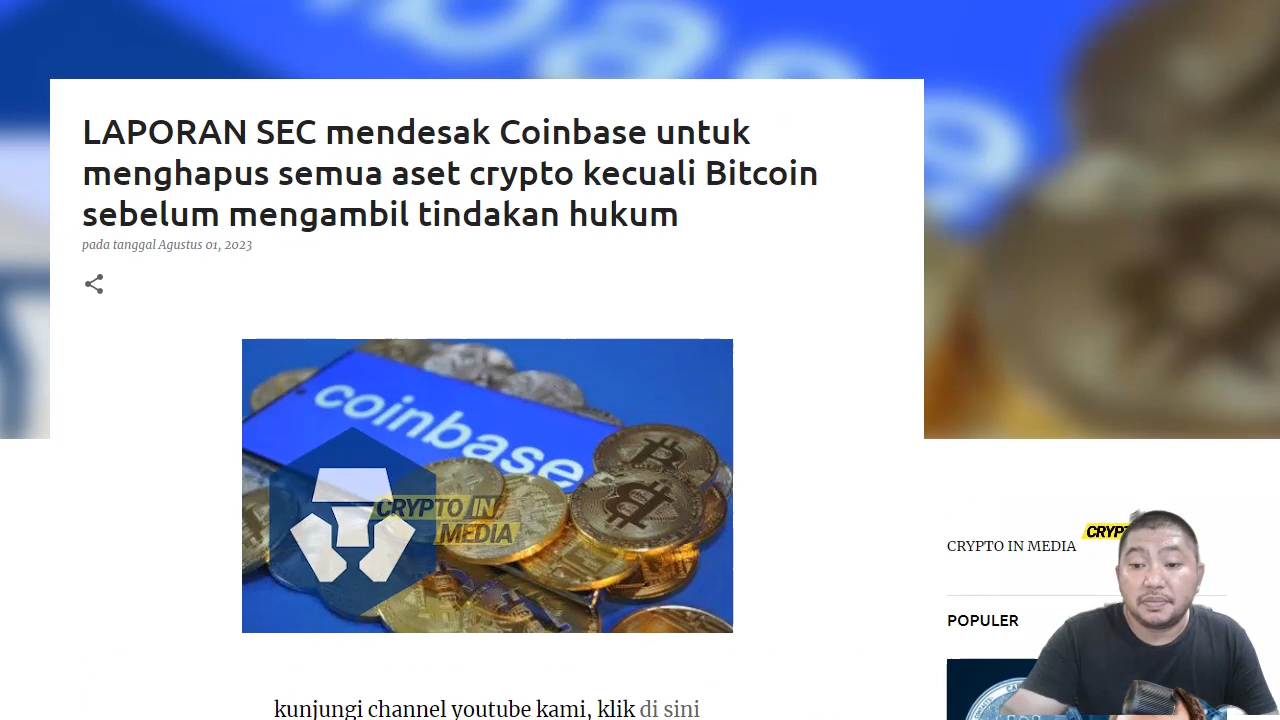 LAPORAN SEC mendesak Coinbase untuk
menghapus semua aset crypto kecuali Bitcoin
sebelum mengambil tindakan hukum
pada tanggal Agustus 01, 2023
coinbase
CRYPTO IN
MEDIA
CRYPTO IN MEDIA
POPULER
kunjungi channel youtube kami, klik di sini